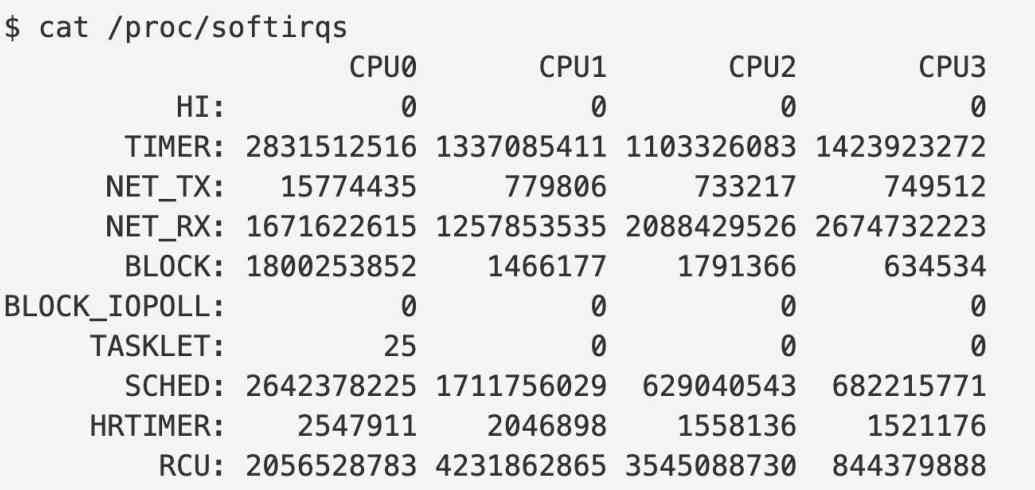 $ cat /proc/softirqs
CPU0 CPU1 CPU2 CPU3
HI: 0 0 0 0
TIMER: 2831512516 1337085411 1103326083 1423923272
NET_TX: 15774435 779806 733217 749512
NET_RX: 1671622615 1257853535 2088429526 2674732223
BLOCK: 1800253852 1466177 1791366 634534
BLOCK_IOPOLL: 0 0 0 0
TASKLET: 25 0 0 0
SCHED: 2642378225 1711756029 629040543 682215771
HRTIMER: 2547911 2046898 1558136 1521176
RCU: 2056528783 4231862865 3545088730 844379888